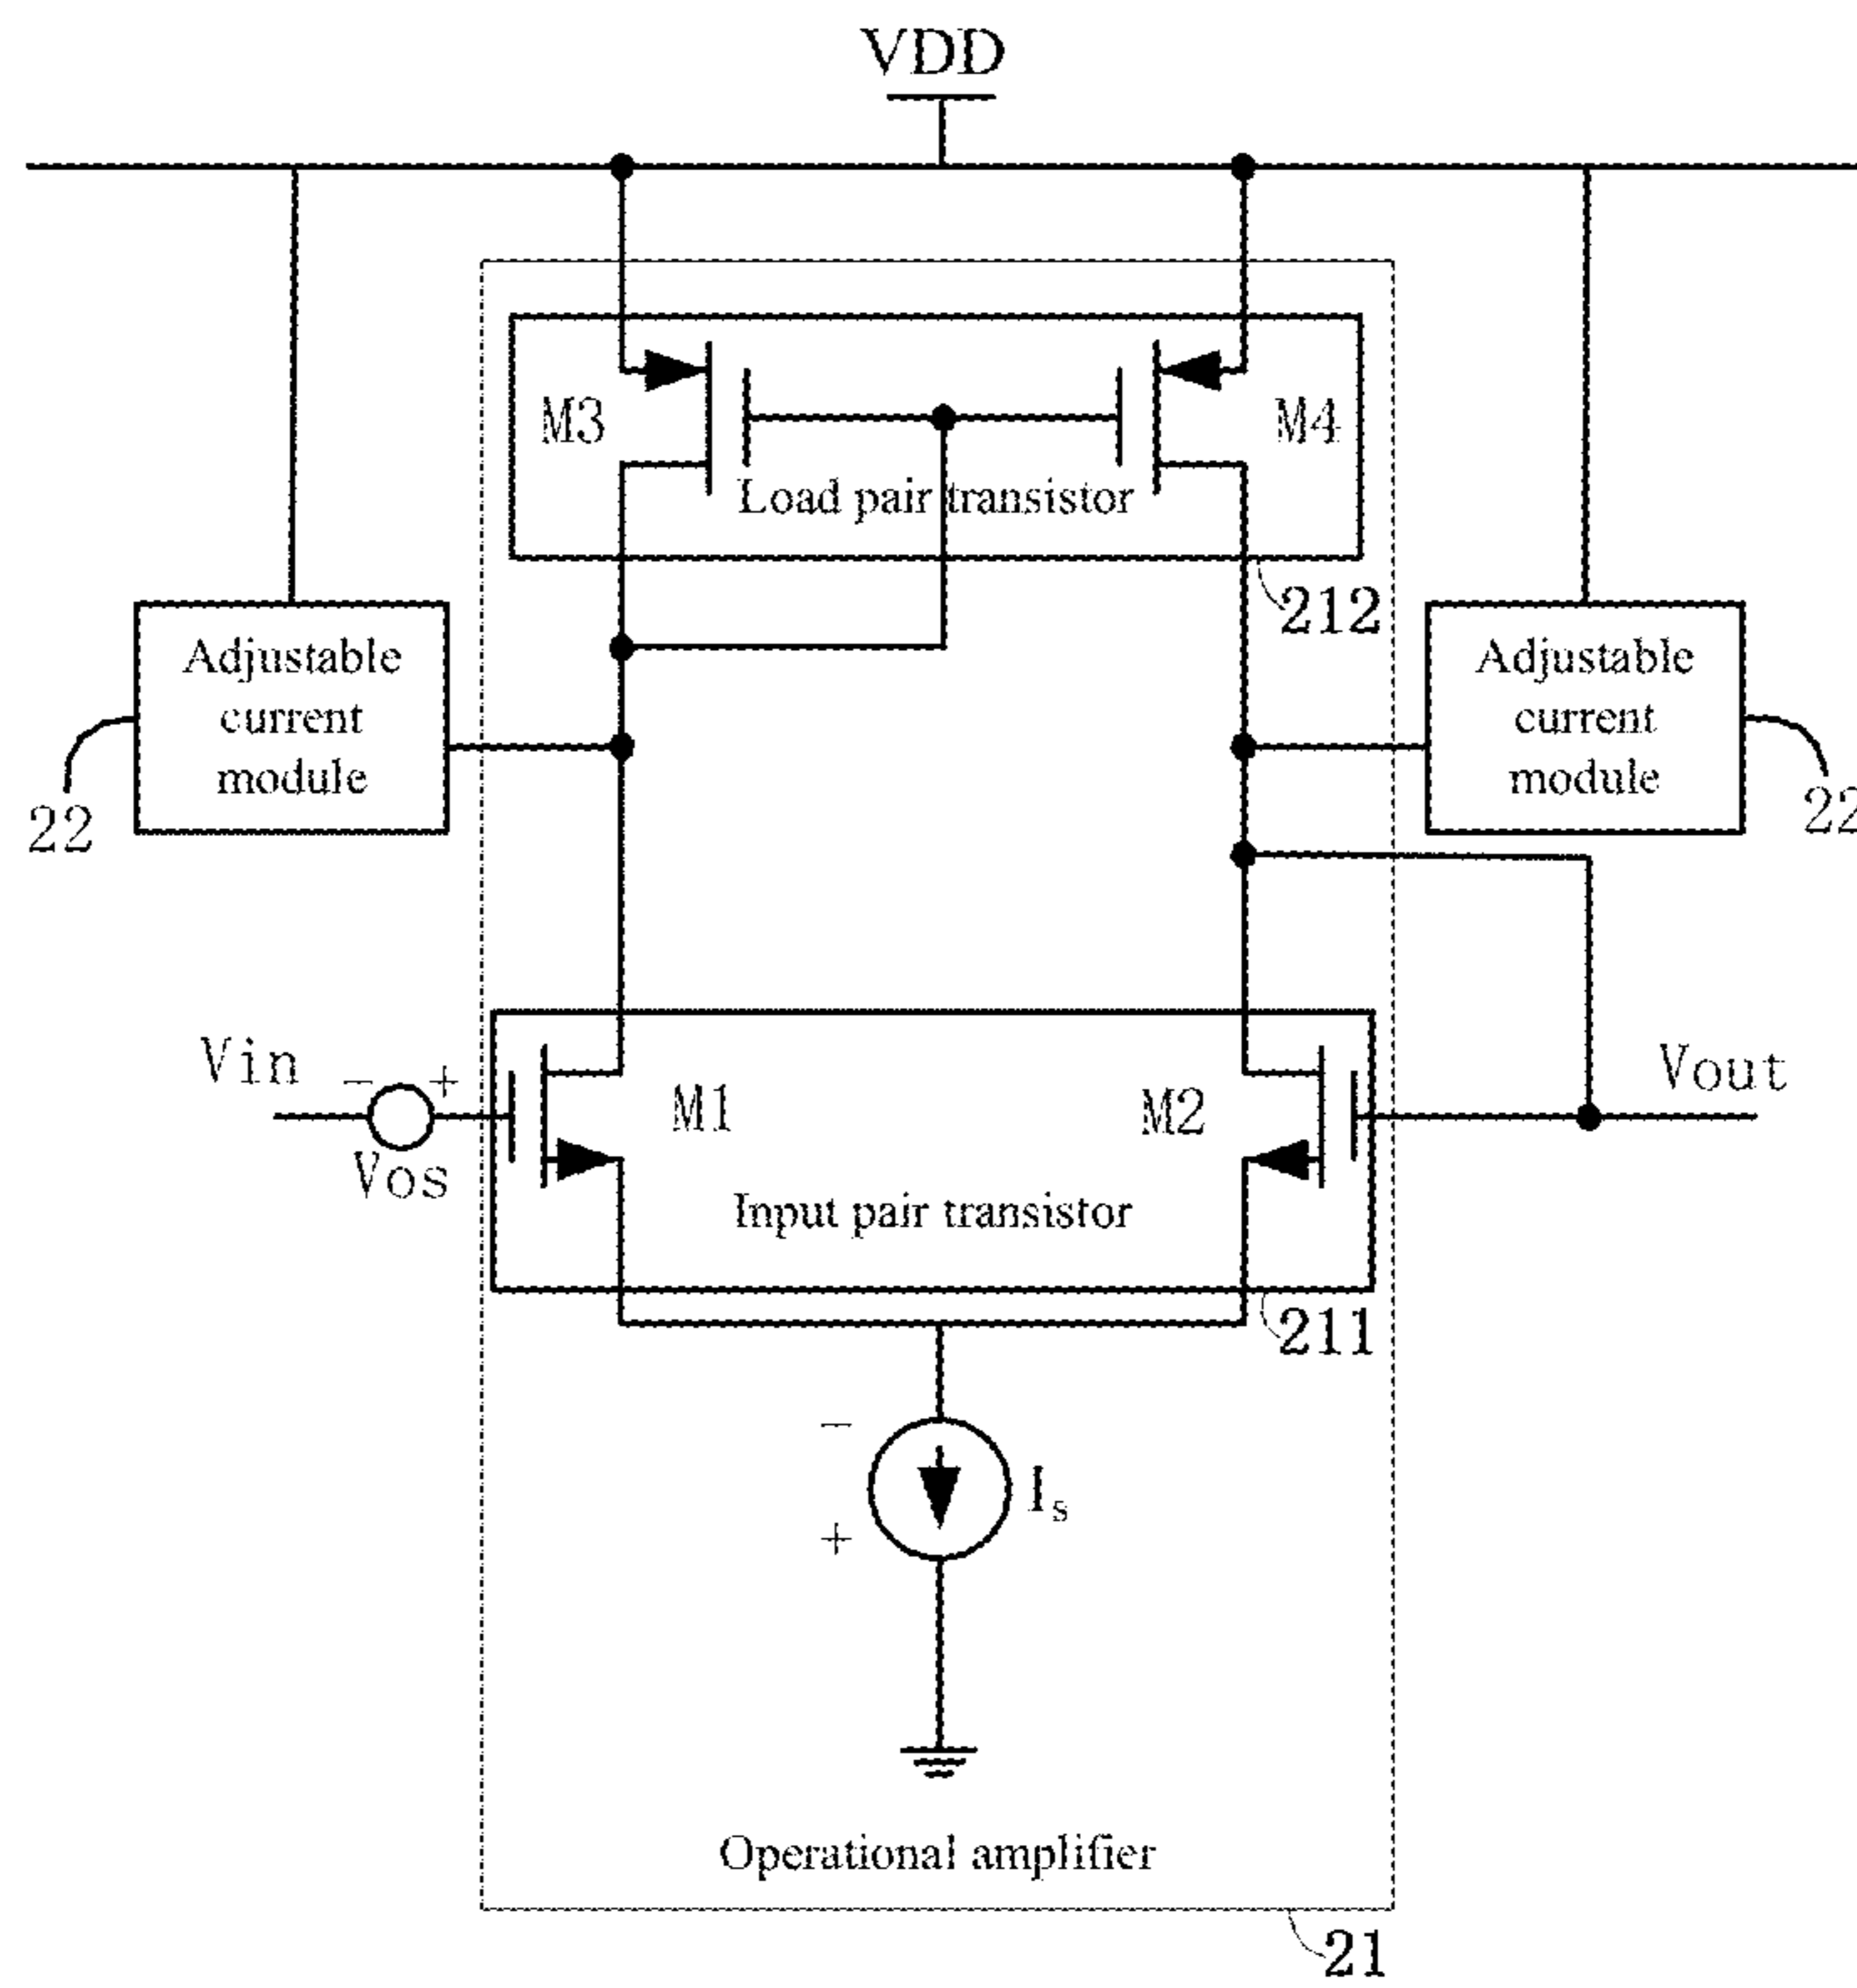 VDD
M3
M4
Load pair transistor
212
Adjustable
current
module
22
Adjustable
current
module
22
Vin
-
+
Vos
M1
M2
Vout
Input pair transistor
211
-
+
Is
Operational amplifier
21